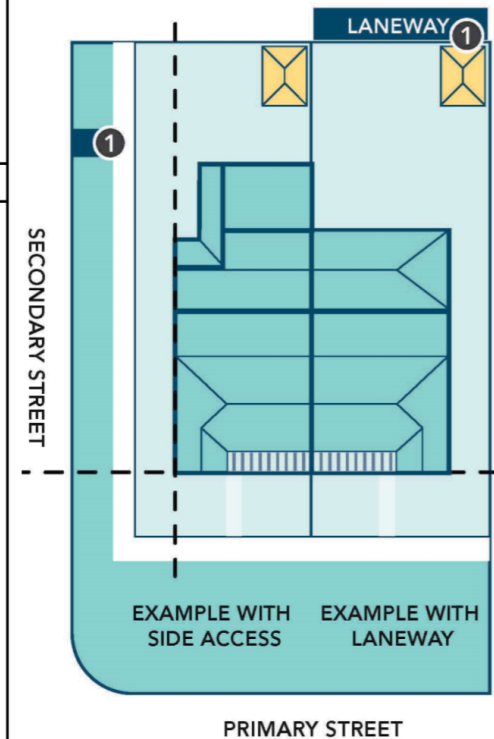 LANEWAY
1
1
SECONDARY STREET
EXAMPLE WITH
SIDE ACCESS
EXAMPLE WITH
LANEWAY
PRIMARY STREET